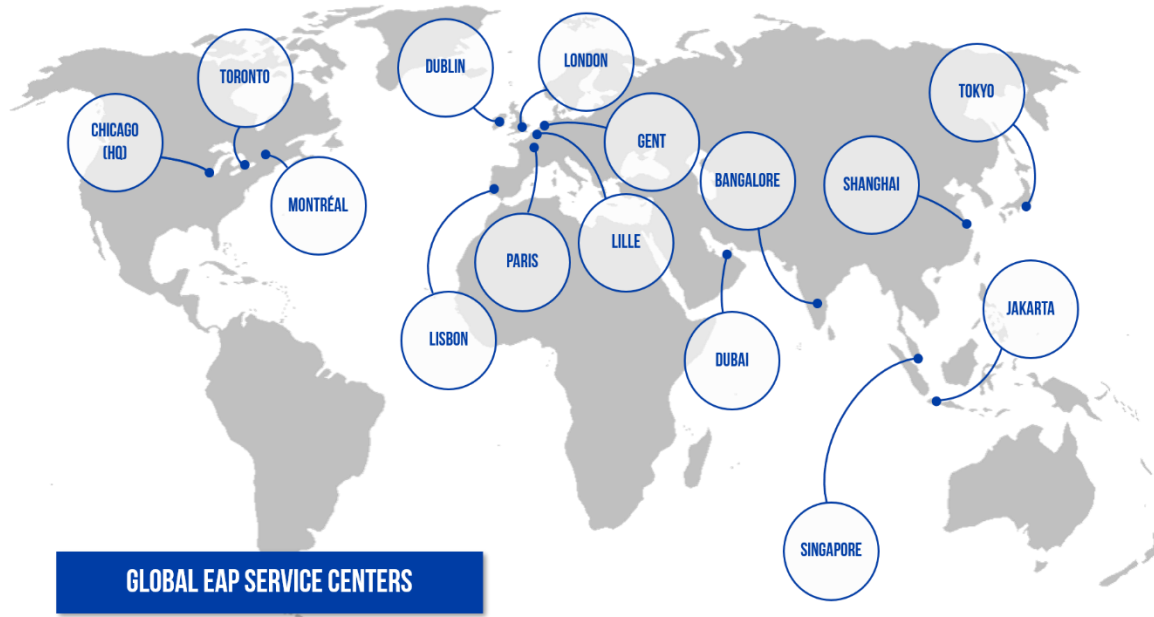 TORONTO
DUBLIN
LONDON
TOKYO
CHICAGO
(HQ)
GENT
BANGALORE
SHANGHAI
MONTRÉAL
LILLE
PARIS
JAKARTA
LISBON
DUBAI
SINGAPORE
GLOBAL EAP SERVICE CENTERS